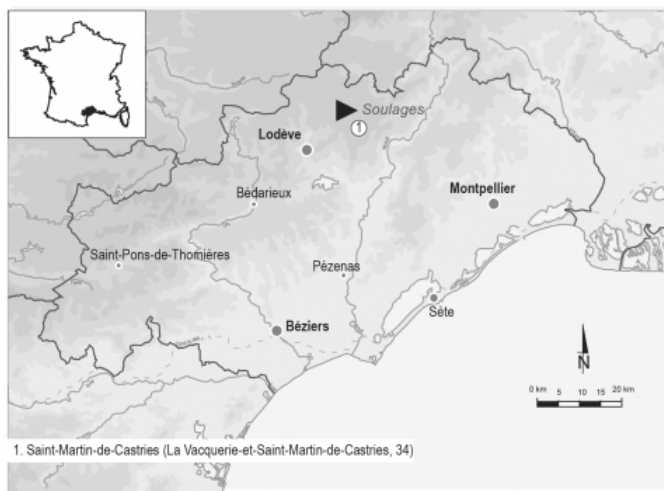 Soulages
1
Lodève
Montpellier
Bédarieux
Saint-Pons-de-Thomières
Pézenas
Sète
Béziers
N
0 km 5 10 15 20 km
1. Saint-Martin-de-Castries (La Vacquerie-et-Saint-Martin-de-Castries, 34)